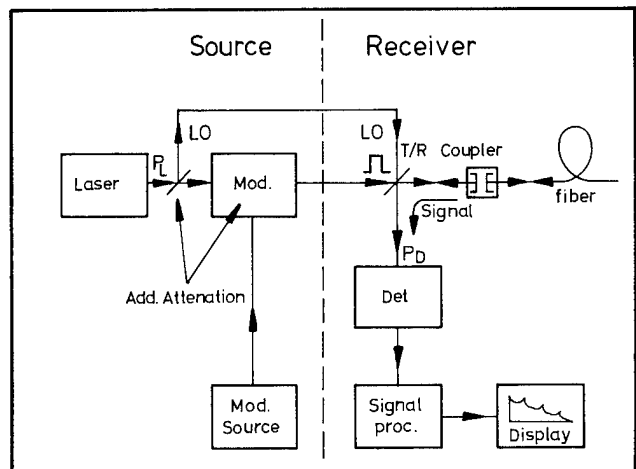 Source
Receiver
LO
LO
T/R Coupler
P_L
Laser
Mod.
fiber
Signal
P_D
Add. Attenation
Det
Mod.
Source
Signal
proc.
Display